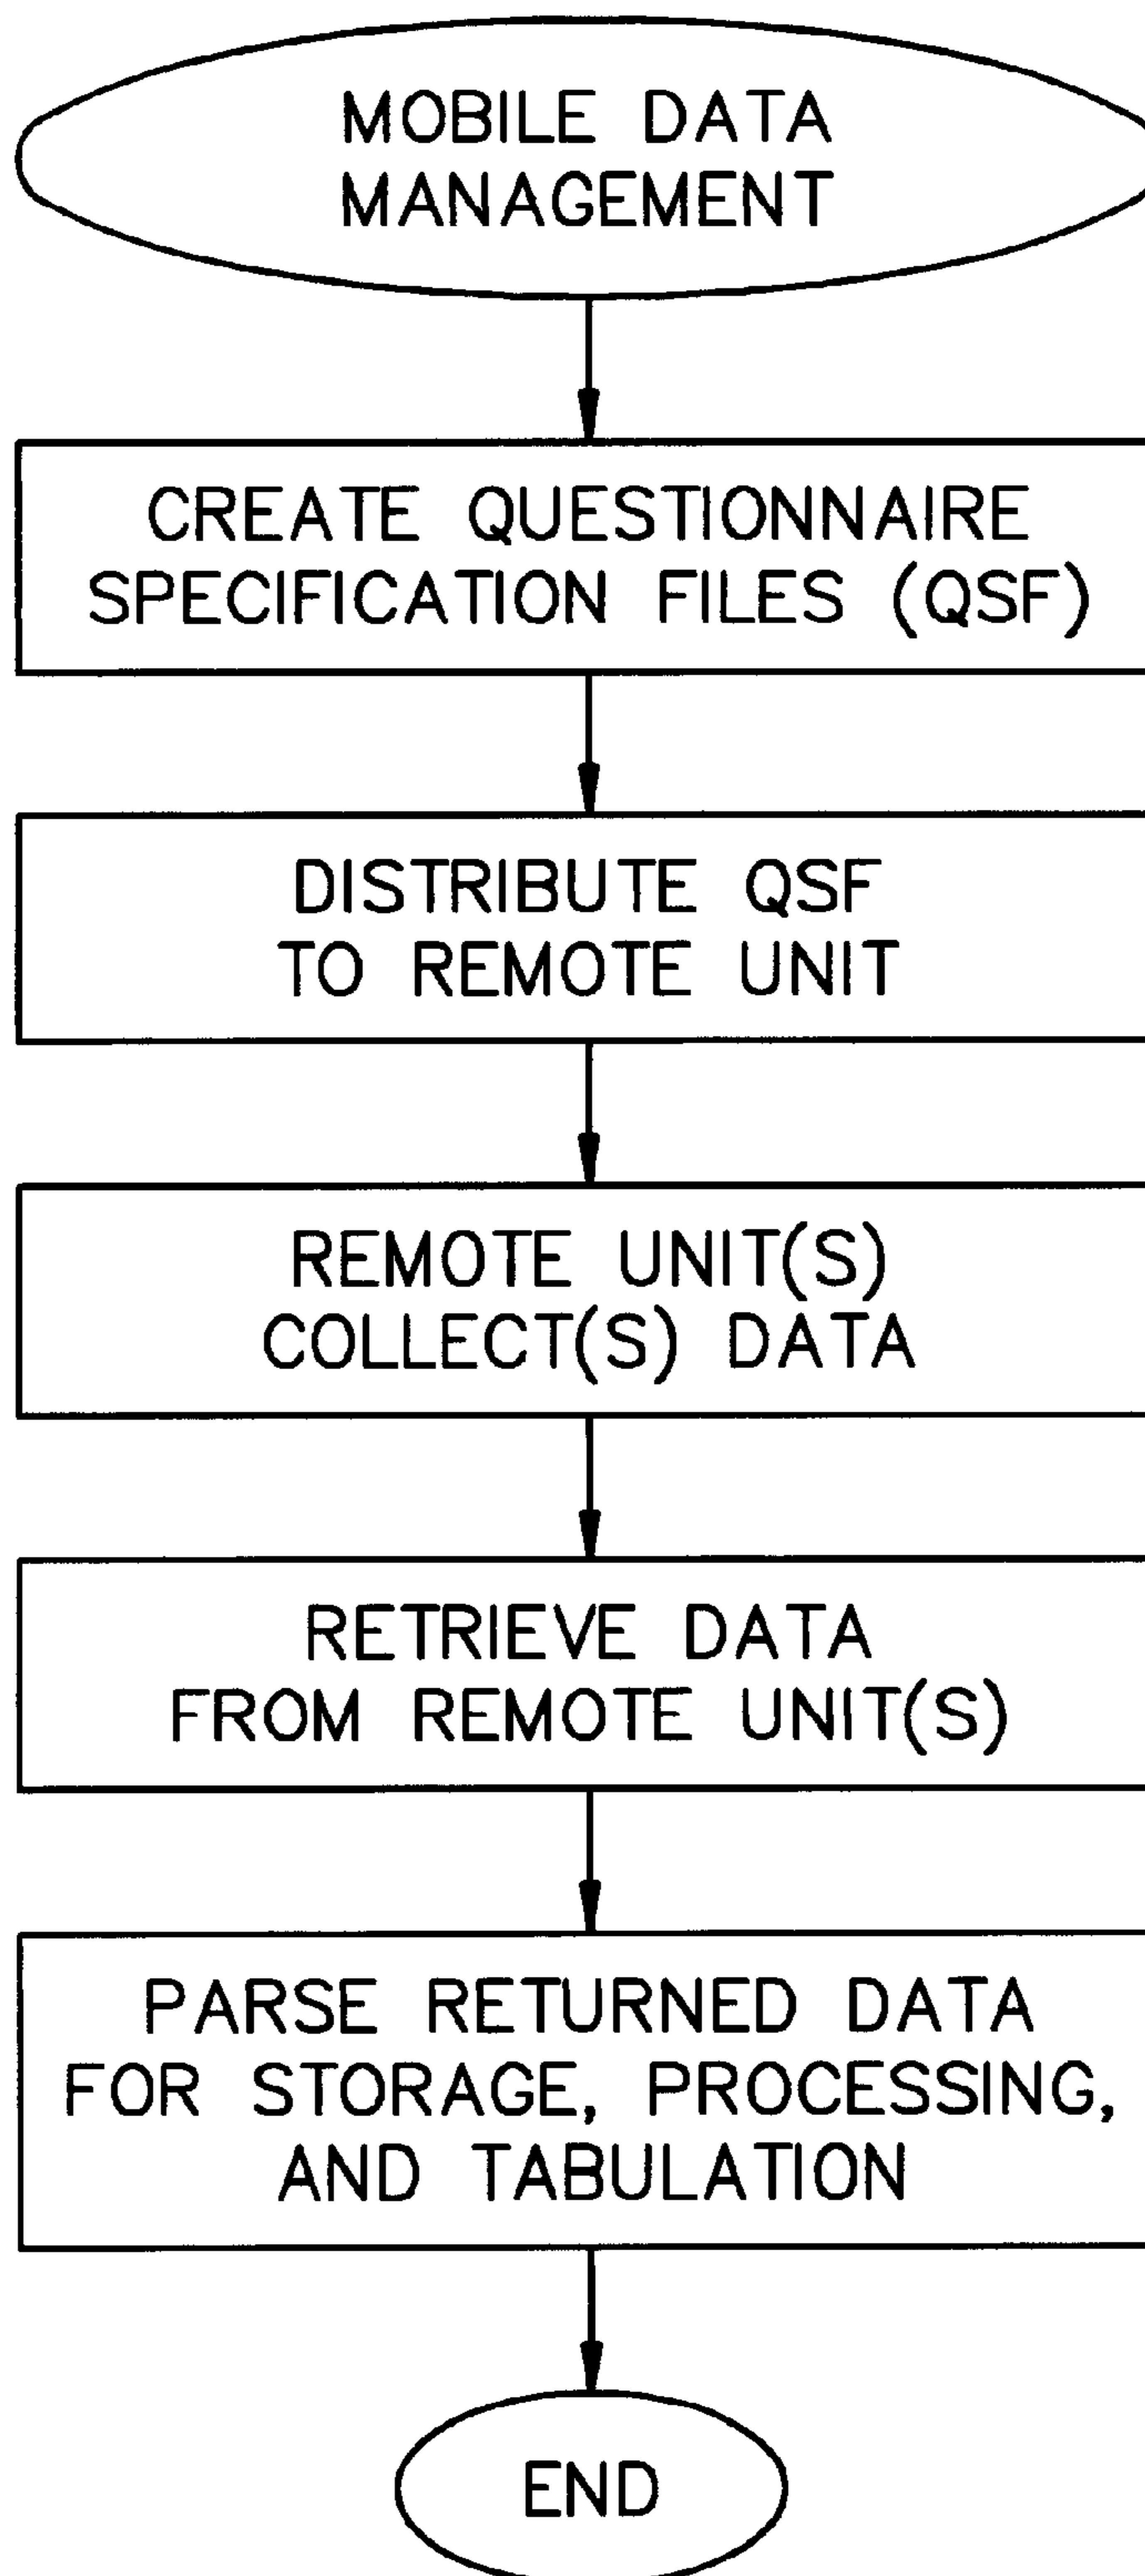 MOBILE DATA
MANAGEMENT
CREATE QUESTIONNAIRE
SPECIFICATION FILES (QSF)
DISTRIBUTE QSF
TO REMOTE UNIT
REMOTE UNIT(S)
COLLECT(S) DATA
RETRIEVE DATA
FROM REMOTE UNIT(S)
PARSE RETURNED DATA
FOR STORAGE, PROCESSING,
AND TABULATION
END